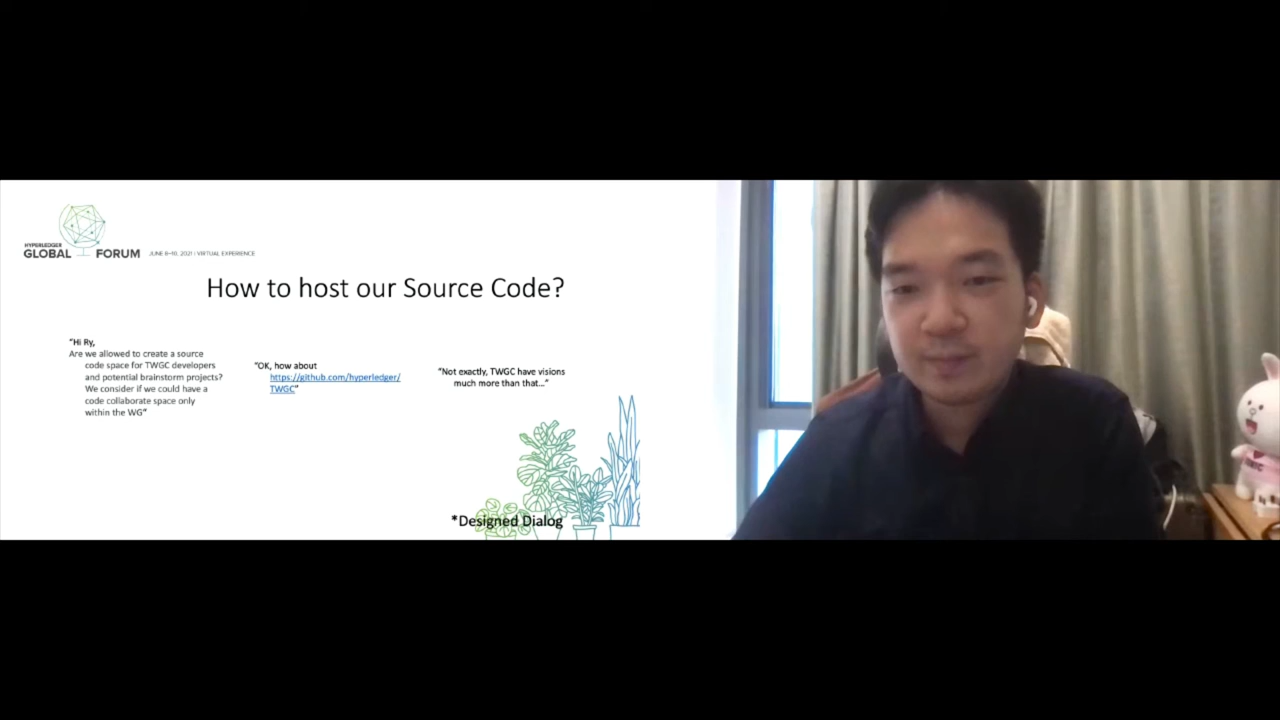 HYPERLEDGER
GLOBAL FORUM
JUNE 8–10, 2021 | VIRTUAL EXPERIENCE
How to host our Source Code?
“Hi Ry,
Are we allowed to create a source
code space for TWGC developers
and potential brainstorm projects?
We consider if we could have a
code collaborate space only
within the WG“
“OK, how about
https://github.com/hyperledger/
TWGC”
“Not exactly, TWGC have visions
much more than that…”
*Designed Dialog